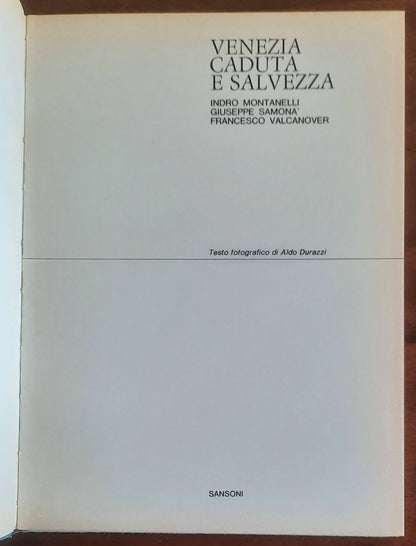 VENEZIA
CADUTA
E SALVEZZA
INDRO MONTANELLI
GIUSEPPE SAMONA'
FRANCESCO VALCANOVER
Testo fotografico di Aldo Durazzi
SANSONI